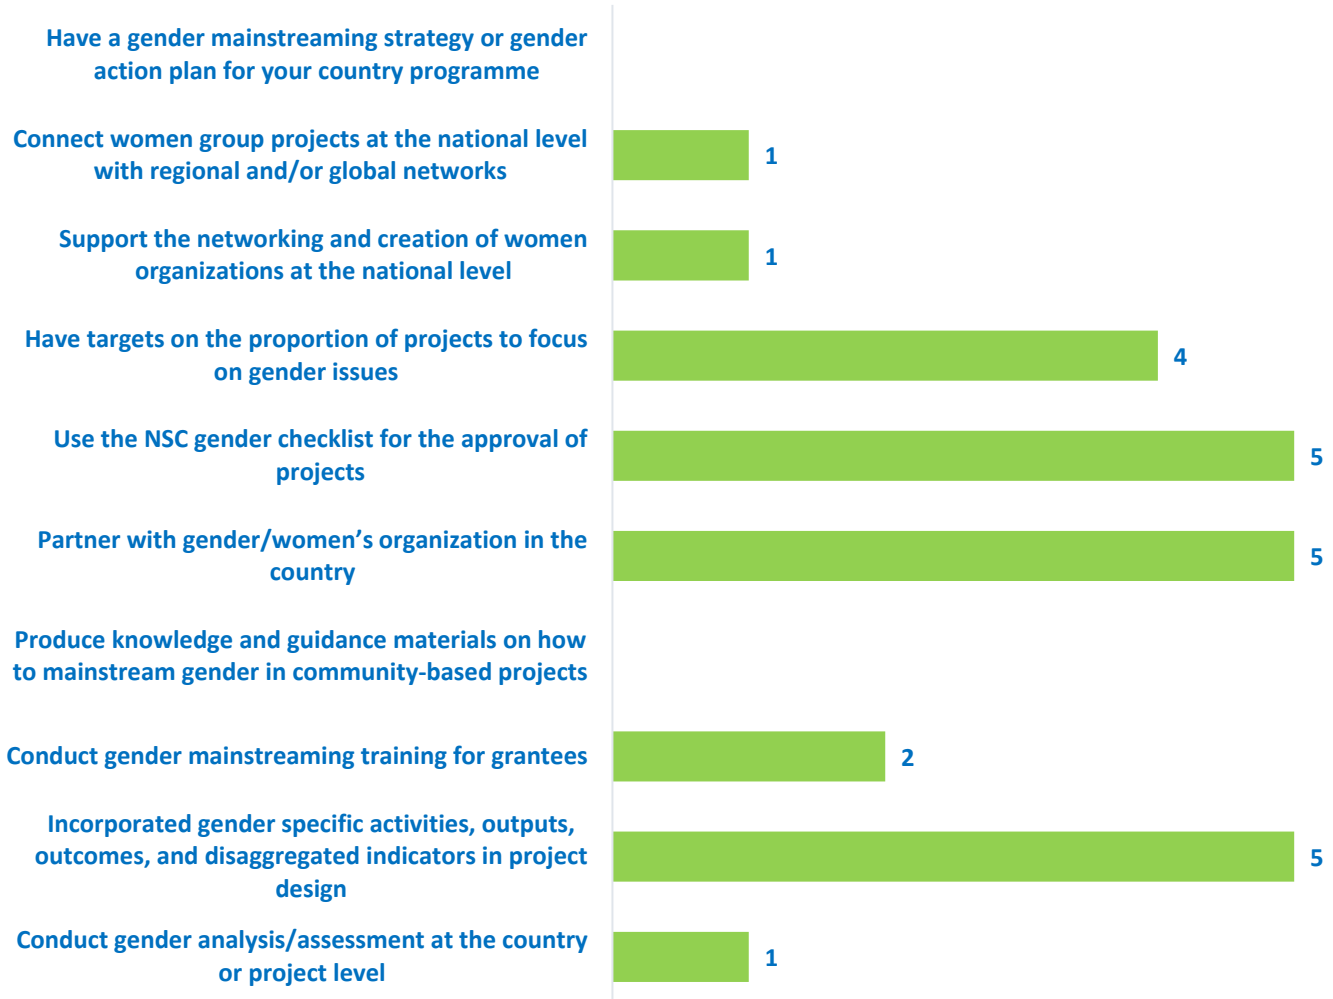 Have a gender mainstreaming strategy or gender
action plan for your country programme
Connect women group projects at the national level
with regional and/or global networks
1
Support the networking and creation of women
organizations at the national level
1
Have targets on the proportion of projects to focus
on gender issues
4
Use the NSC gender checklist for the approval of
projects
5
Partner with gender/women’s organization in the
country
5
Produce knowledge and guidance materials on how
to mainstream gender in community-based projects
Conduct gender mainstreaming training for grantees
2
Incorporated gender specific activities, outputs,
outcomes, and disaggregated indicators in project
design
5
Conduct gender analysis/assessment at the country
or project level
1